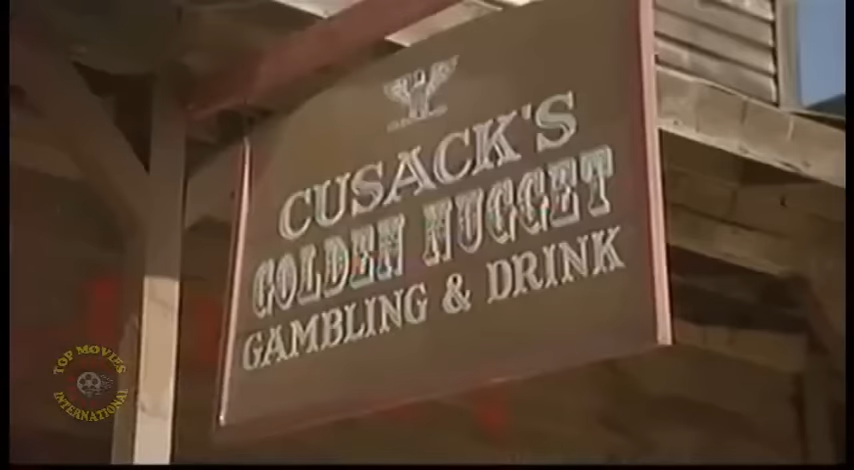 CUSACK'S
GOLDEN NUGGET
GAMBLING & DRINK
TOP MOVIES
INTERNATIONAL